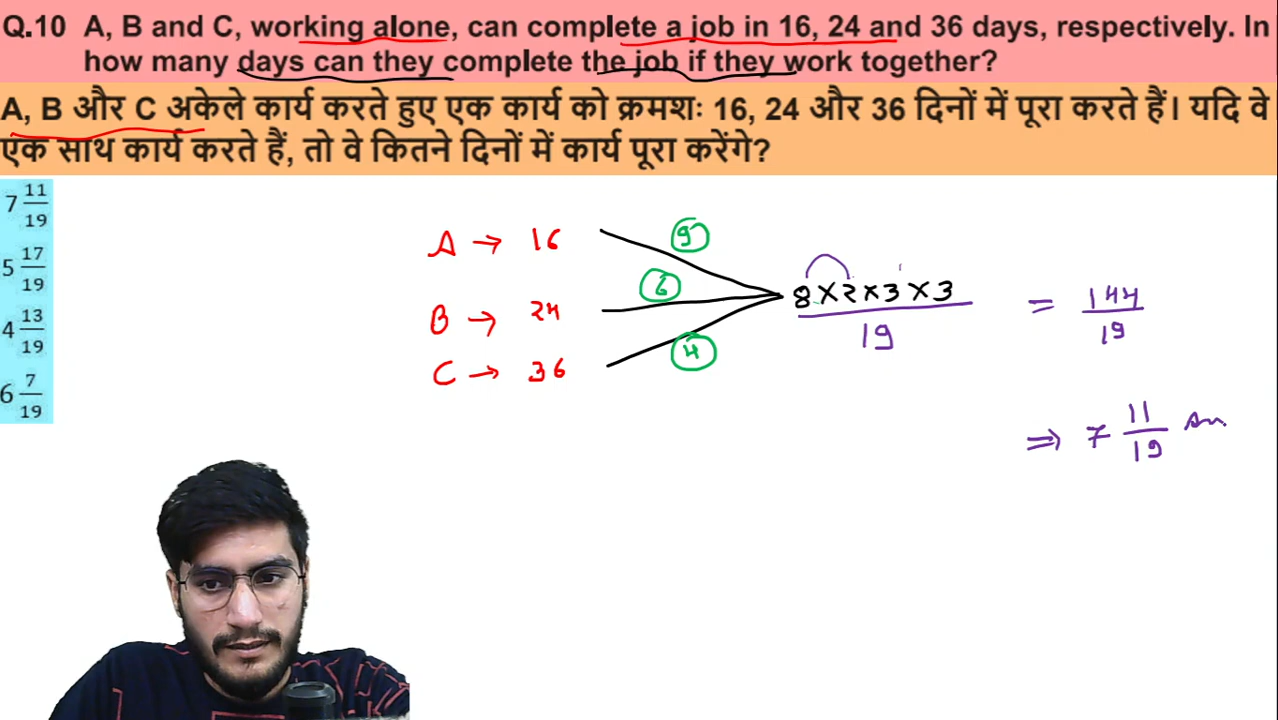 Q.10 A, B and C, working alone, can complete a job in 16, 24 and 36 days, respectively. In
how many days can they complete the job if they work together?
A, B और C अकेले कार्य करते हुए एक कार्य को क्रमशः 16, 24 और 36 दिनों में पूरा करते हैं। यदि वे
एक साथ कार्य करते हैं, तो वे कितने दिनों में कार्य पूरा करेंगे?
7 11/19
5 17/19
4 13/19
6 7/19
A → 16
9
B → 24
6
C → 36
4
8×2×3×3/19 = 144/19
⇒ 7 11/19 Am